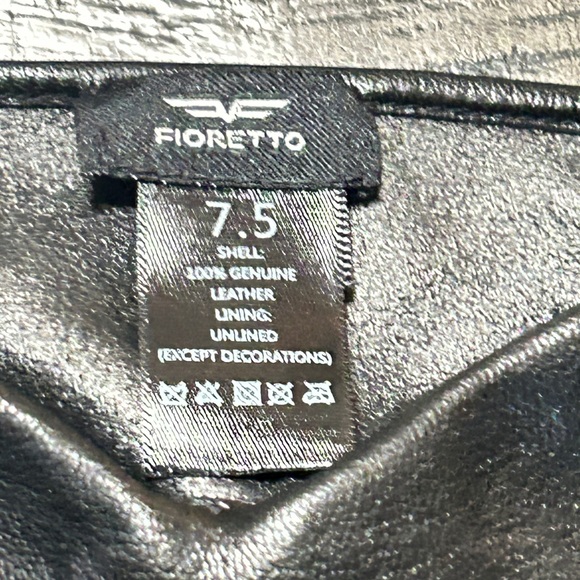 FIORETTO
7.5
SHELL:
100% GENUINE
LEATHER
LINING:
UNLINED
(EXCEPT DECORATIONS)